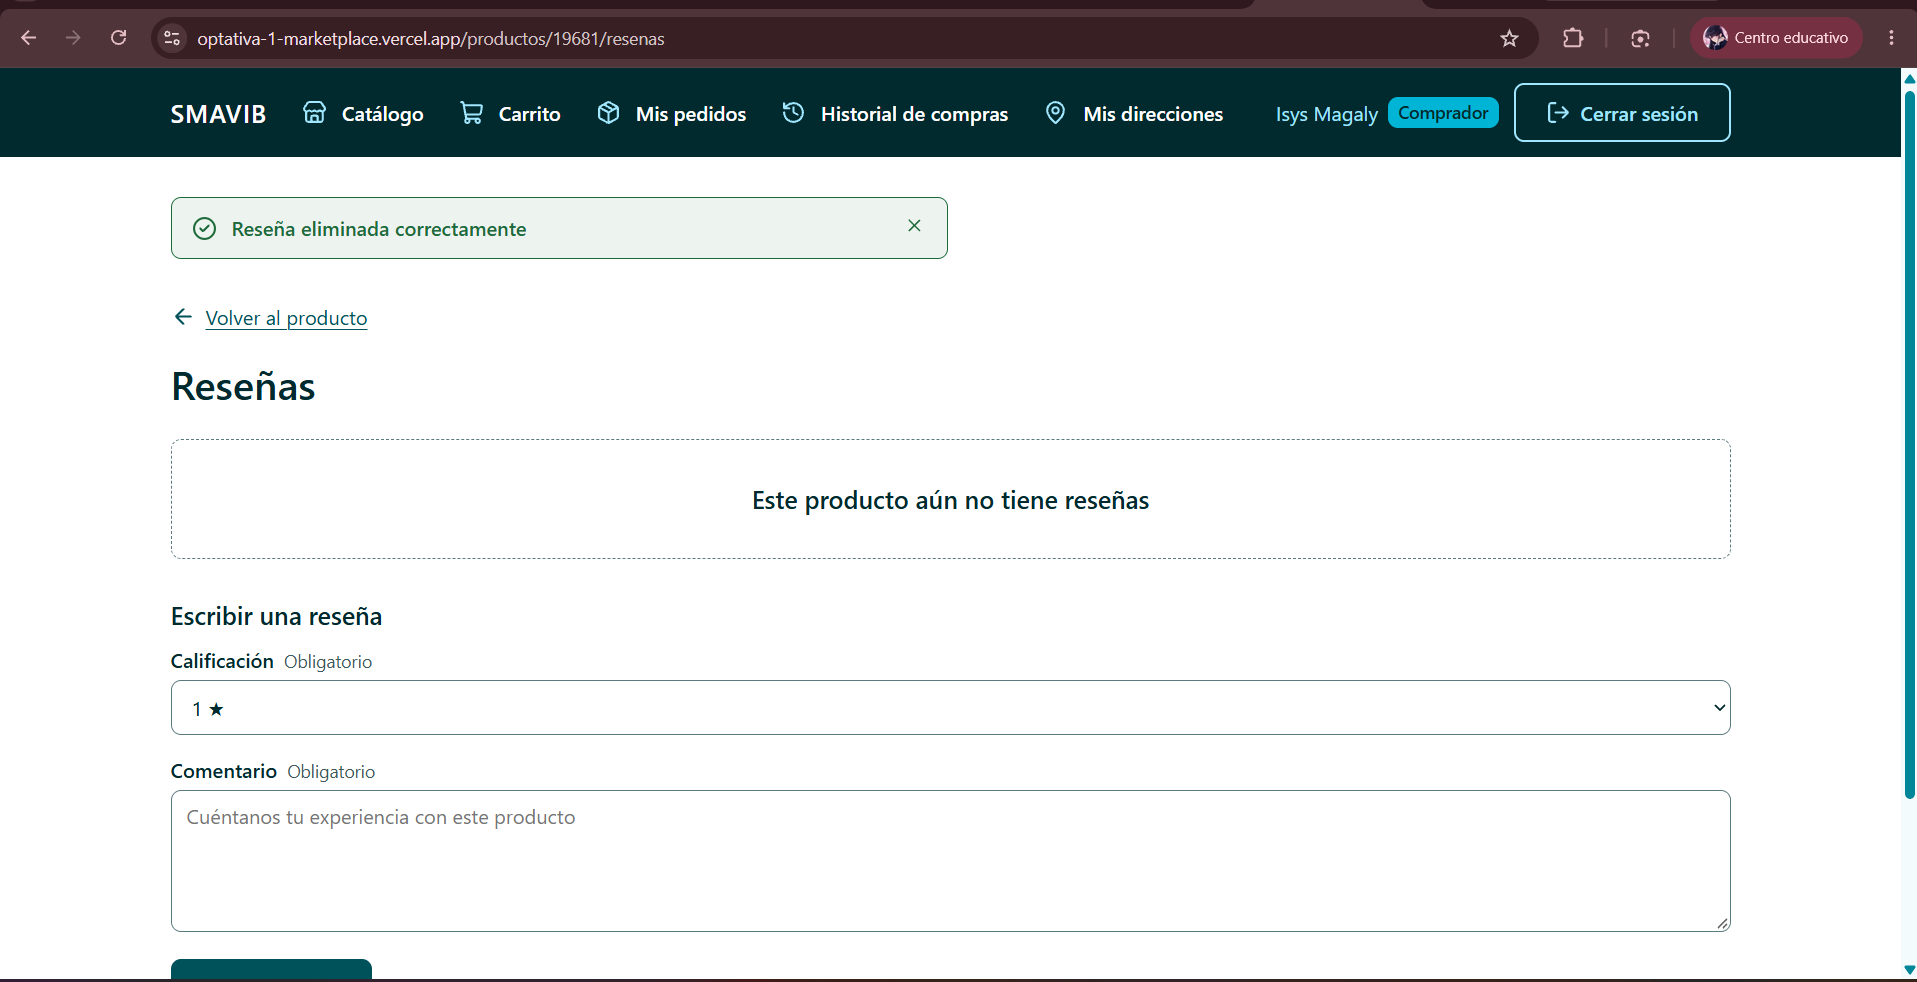 optativa-1-marketplace.vercel.app/productos/19681/resenas
Centro educativo
SMAVIB Catálogo Carrito Mis pedidos Historial de compras Mis direcciones Isys Magaly Comprador Cerrar sesión
Reseña eliminada correctamente
Volver al producto
Reseñas
Este producto aún no tiene reseñas
Escribir una reseña
Calificación Obligatorio
1 ★
Comentario Obligatorio
Cuéntanos tu experiencia con este producto